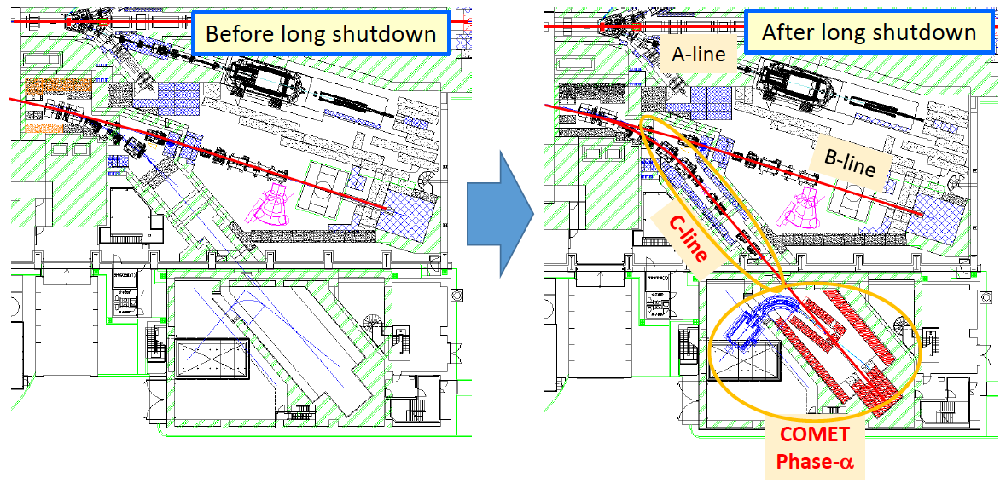 Before long shutdown
After long shutdown
A-line
B-line
C-line
COMET
Phase-α